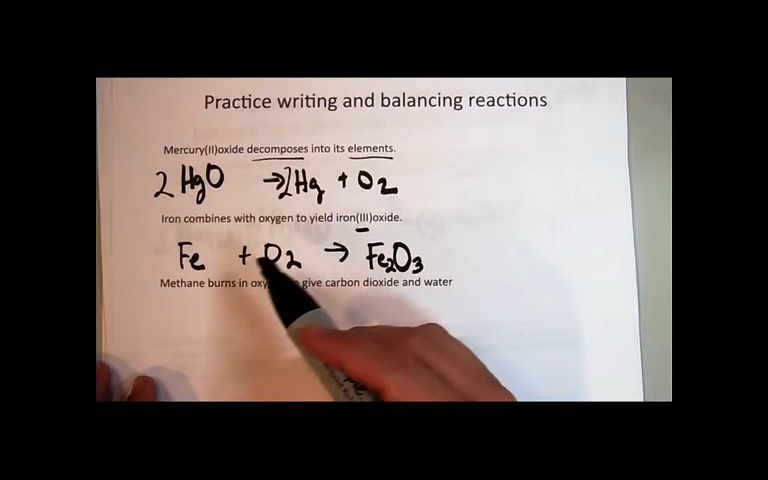 Practice writing and balancing reactions
Mercury(II)oxide decomposes into its elements.
2 HgO → 2Hg + O2
Iron combines with oxygen to yield iron(III)oxide.
Fe + O2 → Fe2O3
Methane burns in give carbon dioxide and water